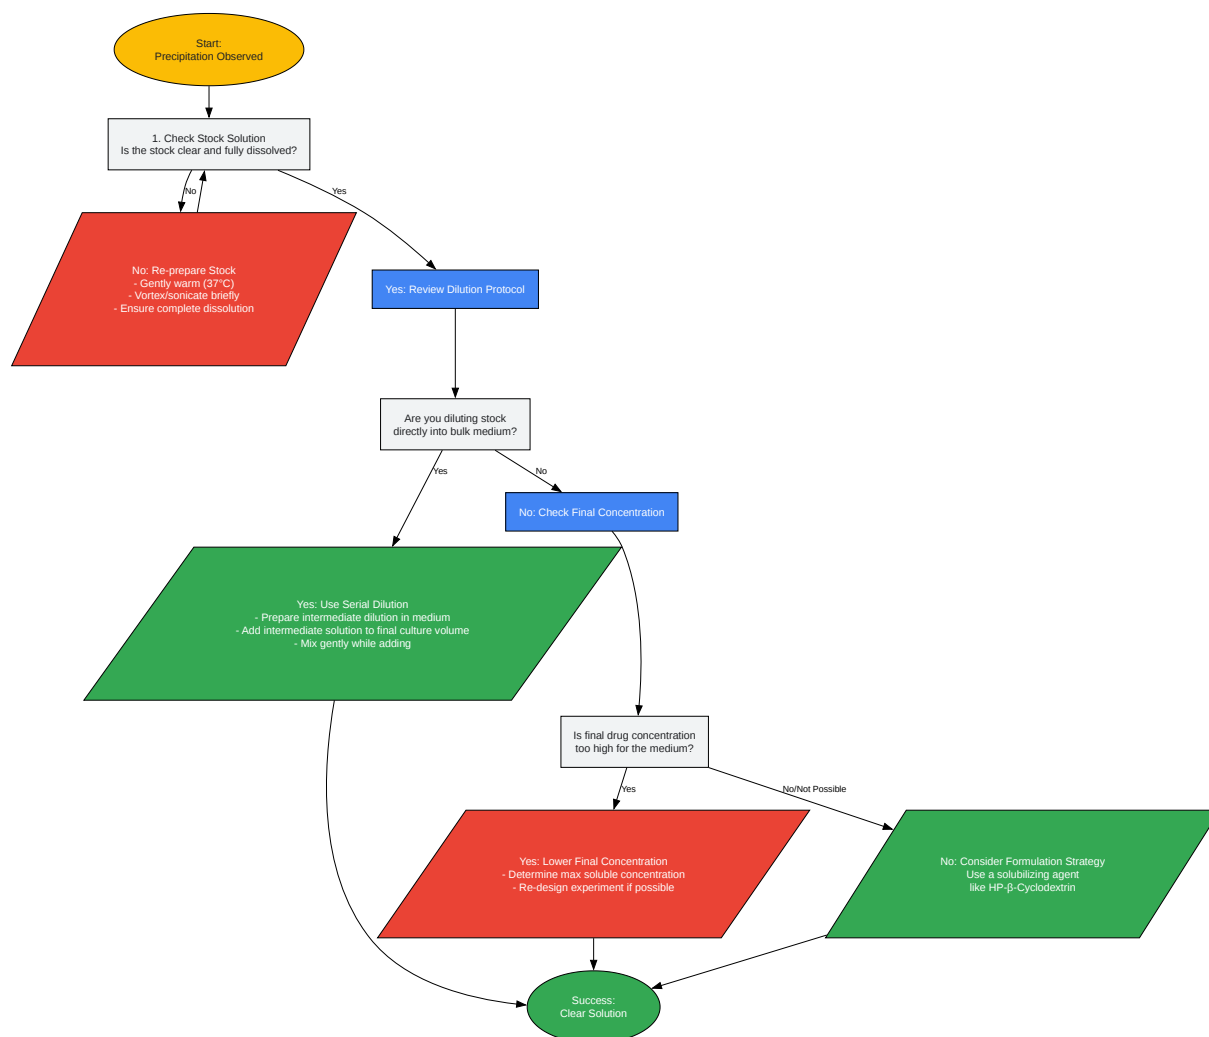 Start:
Precipitation Observed
1. Check Stock Solution
Is the stock clear and fully dissolved?
No
Yes
No: Re-prepare Stock
- Gently warm (37°C)
- Vortex/sonicate briefly
- Ensure complete dissolution
Yes: Review Dilution Protocol
Are you diluting stock
directly into bulk medium?
Yes
No
No: Check Final Concentration
Yes: Use Serial Dilution
- Prepare intermediate dilution in medium
- Add intermediate solution to final culture volume
- Mix gently while adding
Is final drug concentration
too high for the medium?
Yes
No/Not Possible
Yes: Lower Final Concentration
- Determine max soluble concentration
- Re-design experiment if possible
No: Consider Formulation Strategy
Use a solubilizing agent
like HP-β-Cyclodextrin
Success:
Clear Solution